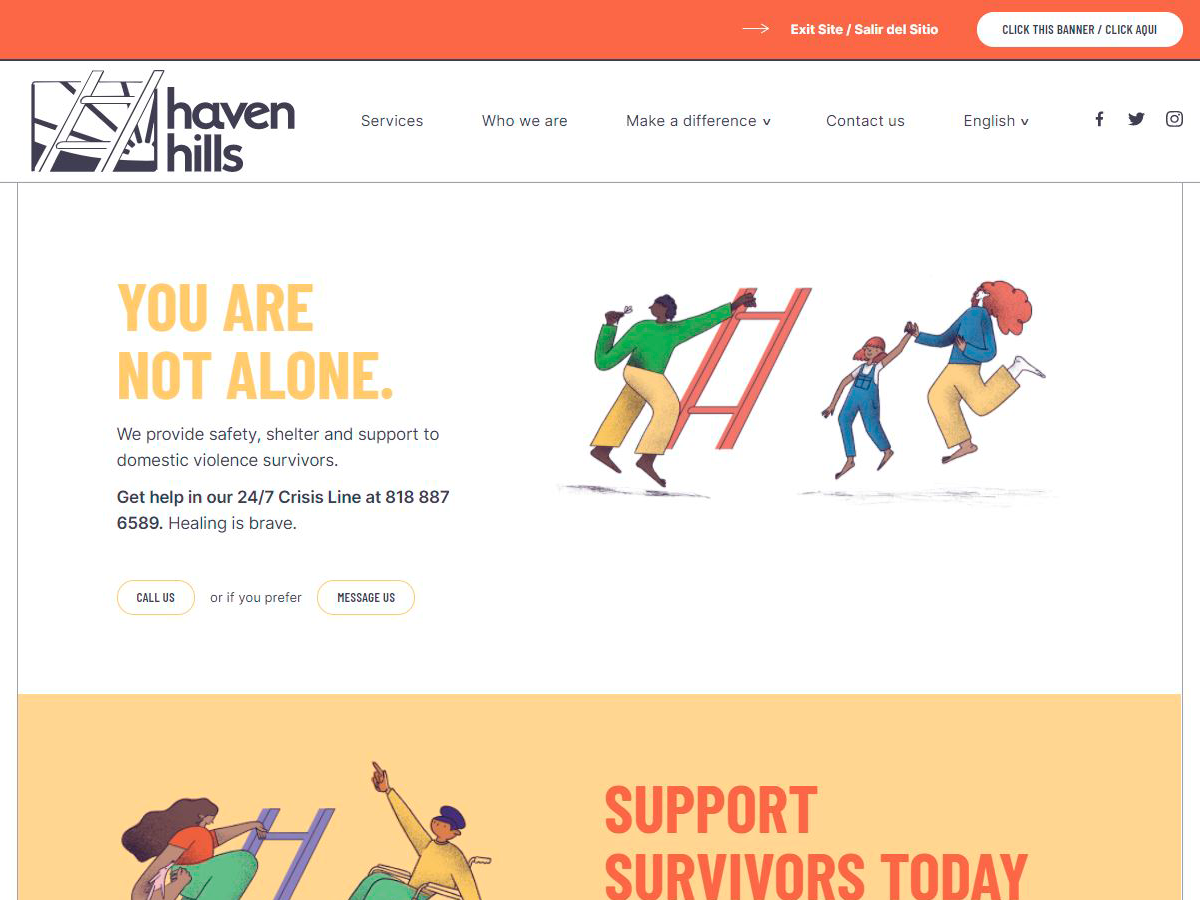 Exit Site / Salir del Sitio
CLICK THIS BANNER / CLICK AQUI
haven
hills
Services
Who we are
Make a difference
Contact us
English
YOU ARE
NOT ALONE.
We provide safety, shelter and support to
domestic violence survivors.
Get help in our 24/7 Crisis Line at 818 887
6589. Healing is brave.
CALL US
or if you prefer
MESSAGE US
SUPPORT
SURVIVORS TODAY